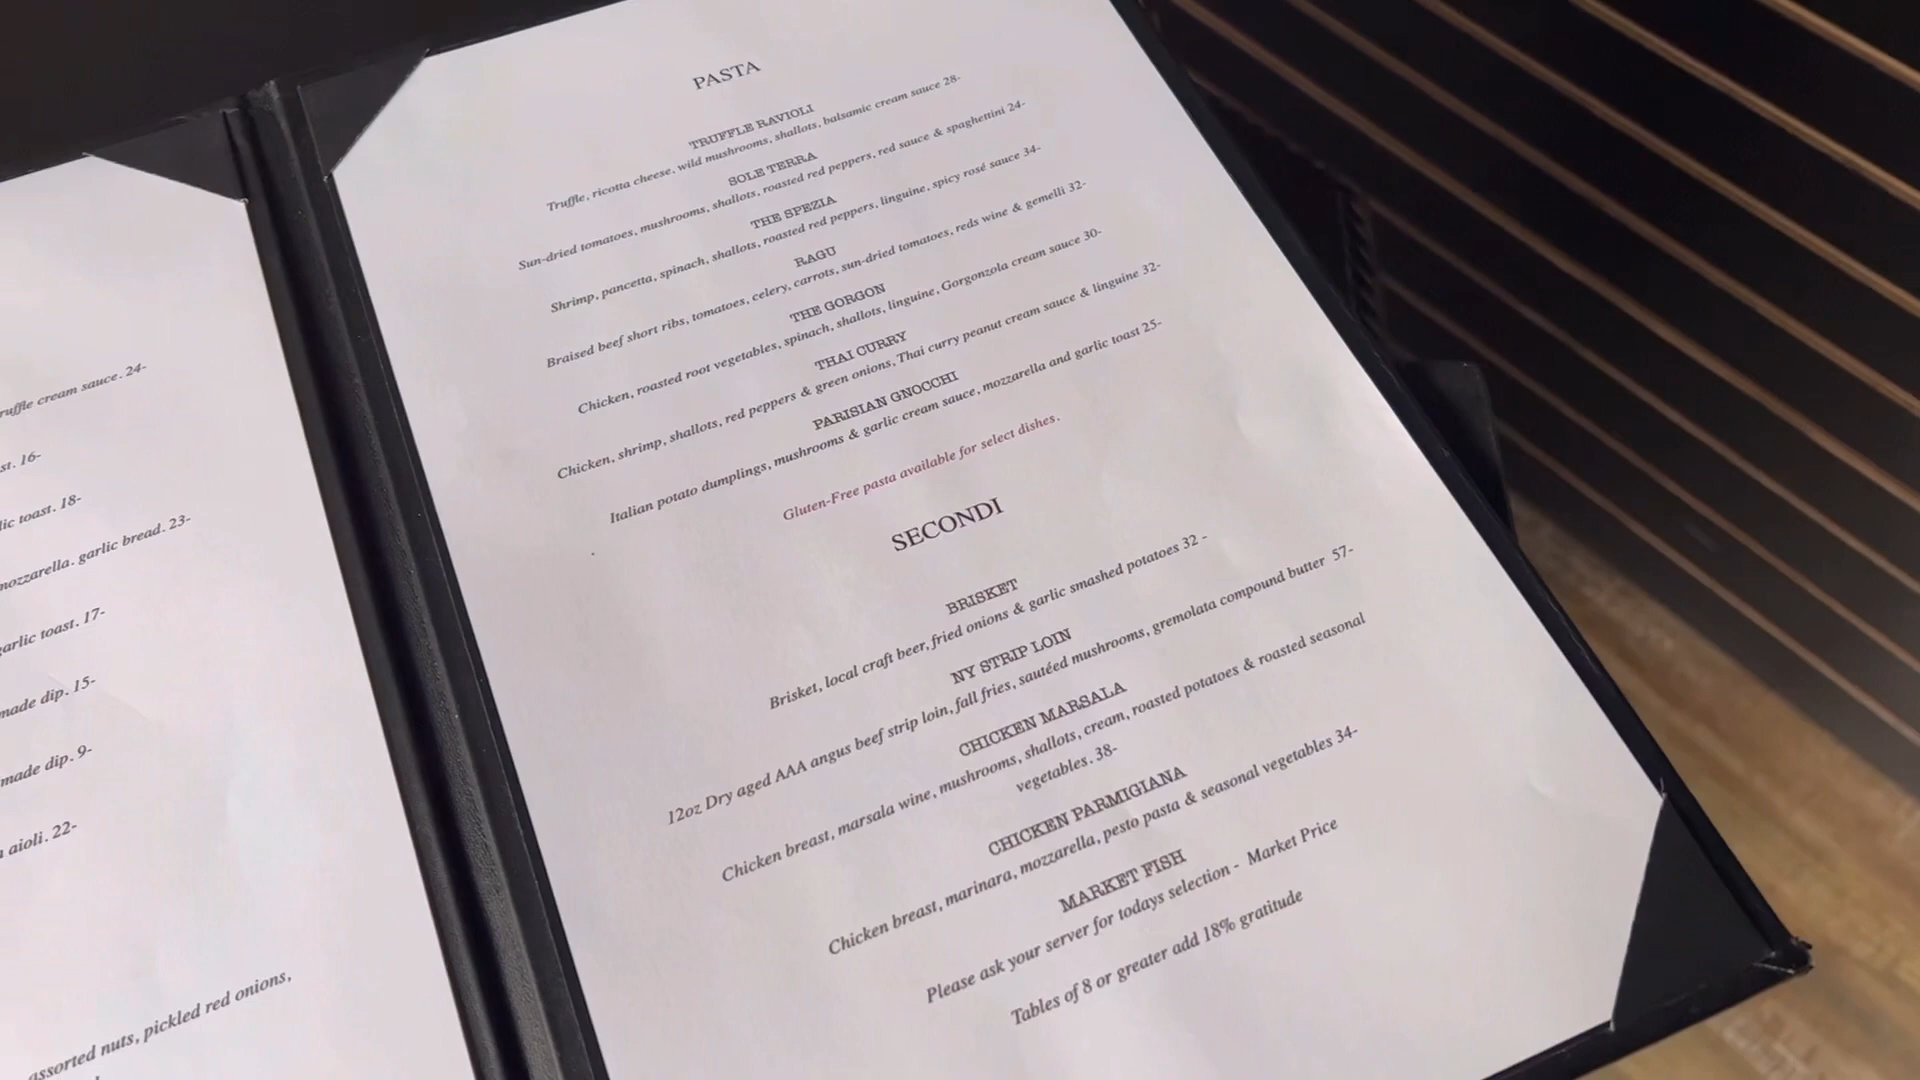 ruffle cream sauce. 24-
st. 16-
lic toast. 18-
mozzarella. garlic bread. 23-
garlic toast. 17-
made dip. 15-
made dip. 9-
aioli. 22-
assorted nuts, pickled red onions,
PASTA
TRUFFLE RAVIOLI
Truffle, ricotta cheese, wild mushrooms, shallots, balsamic cream sauce 28-
SOLE TERRA
Sun-dried tomatoes, mushrooms, shallots, roasted red peppers, red sauce & spaghettini 24-
THE SPEZIA
Shrimp, pancetta, spinach, shallots, roasted red peppers, linguine, spicy rosé sauce 34-
RAGU
Braised beef short ribs, tomatoes, celery, carrots, sun-dried tomatoes, reds wine & gemelli 32-
THE GORGON
Chicken, roasted root vegetables, spinach, shallots, linguine, Gorgonzola cream sauce 30-
THAI CURRY
Chicken, shrimp, shallots, red peppers & green onions, Thai curry peanut cream sauce & linguine 32-
PARISIAN GNOCCHI
Italian potato dumplings, mushrooms & garlic cream sauce, mozzarella and garlic toast 25-
Gluten-Free pasta available for select dishes.
SECONDI
BRISKET
Brisket, local craft beer, fried onions & garlic smashed potatoes 32 -
NY STRIP LOIN
12oz Dry aged AAA angus beef strip loin, fall fries, sautéed mushrooms, gremolata compound butter 57-
CHICKEN MARSALA
Chicken breast, marsala wine, mushrooms, shallots, cream, roasted potatoes & roasted seasonal
vegetables. 38-
CHICKEN PARMIGIANA
Chicken breast, marinara, mozzarella, pesto pasta & seasonal vegetables 34-
MARKET FISH
Please ask your server for todays selection - Market Price
Tables of 8 or greater add 18% gratitude